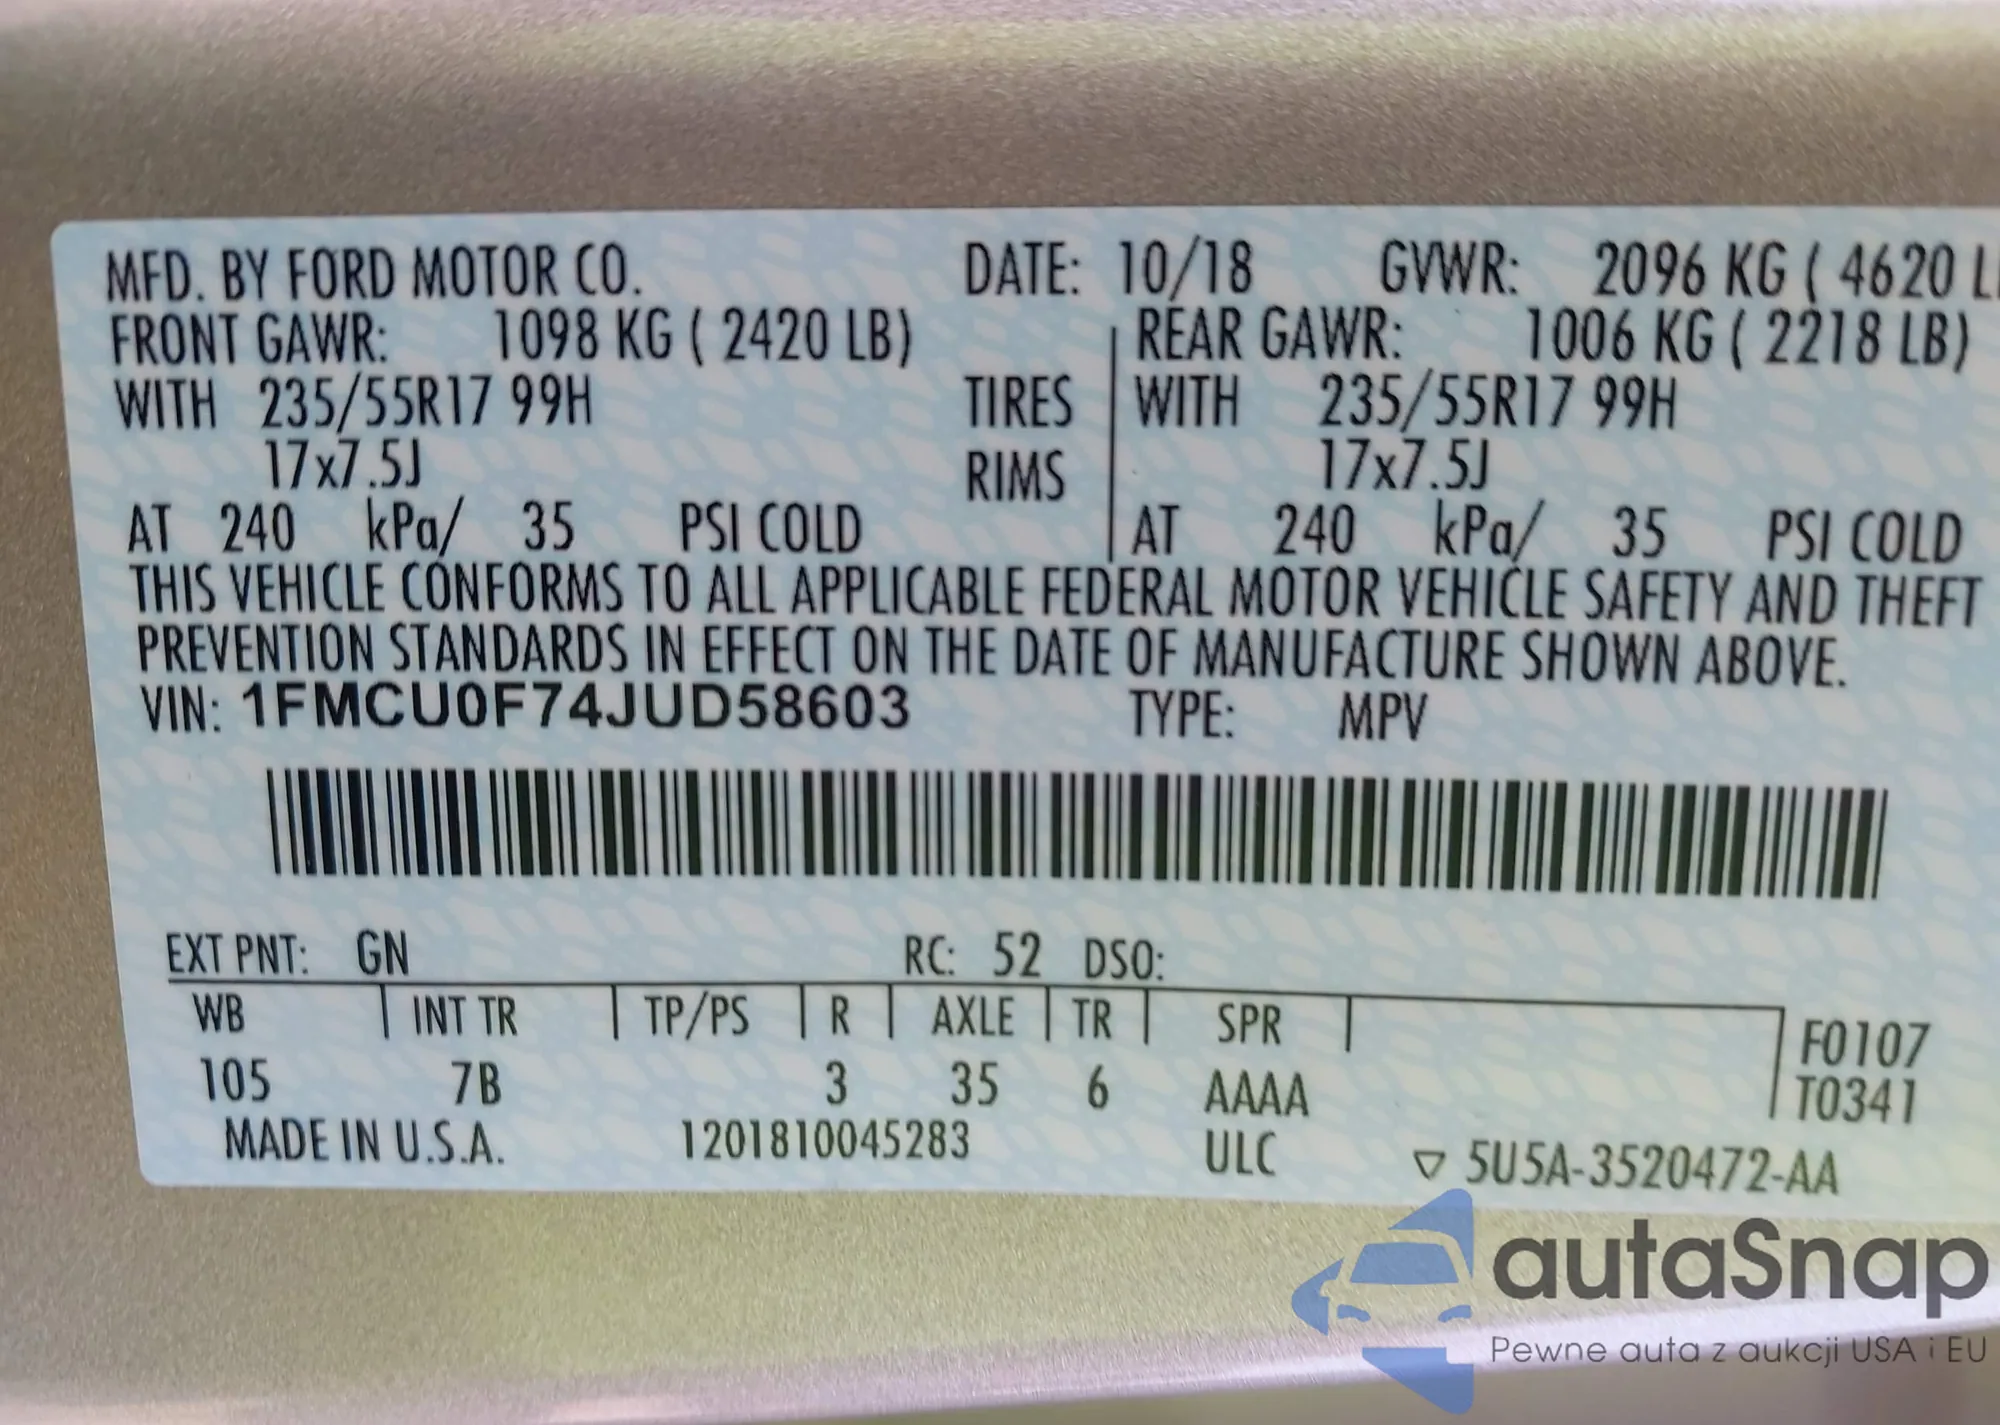 MFD. BY FORD MOTOR CO. DATE: 10/18 GVWR: 2096 KG ( 4620 L
FRONT GAWR: 1098 KG ( 2420 LB) REAR GAWR: 1006 KG ( 2218 LB)
WITH 235/55R17 99H TIRES WITH 235/55R17 99H
17x7.5J RIMS 17x7.5J
AT 240 kPa/ 35 PSI COLD AT 240 kPa/ 35 PSI COLD
THIS VEHICLE CONFORMS TO ALL APPLICABLE FEDERAL MOTOR VEHICLE SAFETY AND THEFT
PREVENTION STANDARDS IN EFFECT ON THE DATE OF MANUFACTURE SHOWN ABOVE.
VIN: 1FMCU0F74JUD58603 TYPE: MPV
EXT PNT: GN RC: 52 DSO:
WB INT TR TP/PS R AXLE TR SPR F0107
105 7B 3 35 6 AAAA T0341
MADE IN U.S.A. 1201810045283 ULC ▽ 5U5A-3520472-AA
autaSnap
Pewne auta z aukcji USA i EU